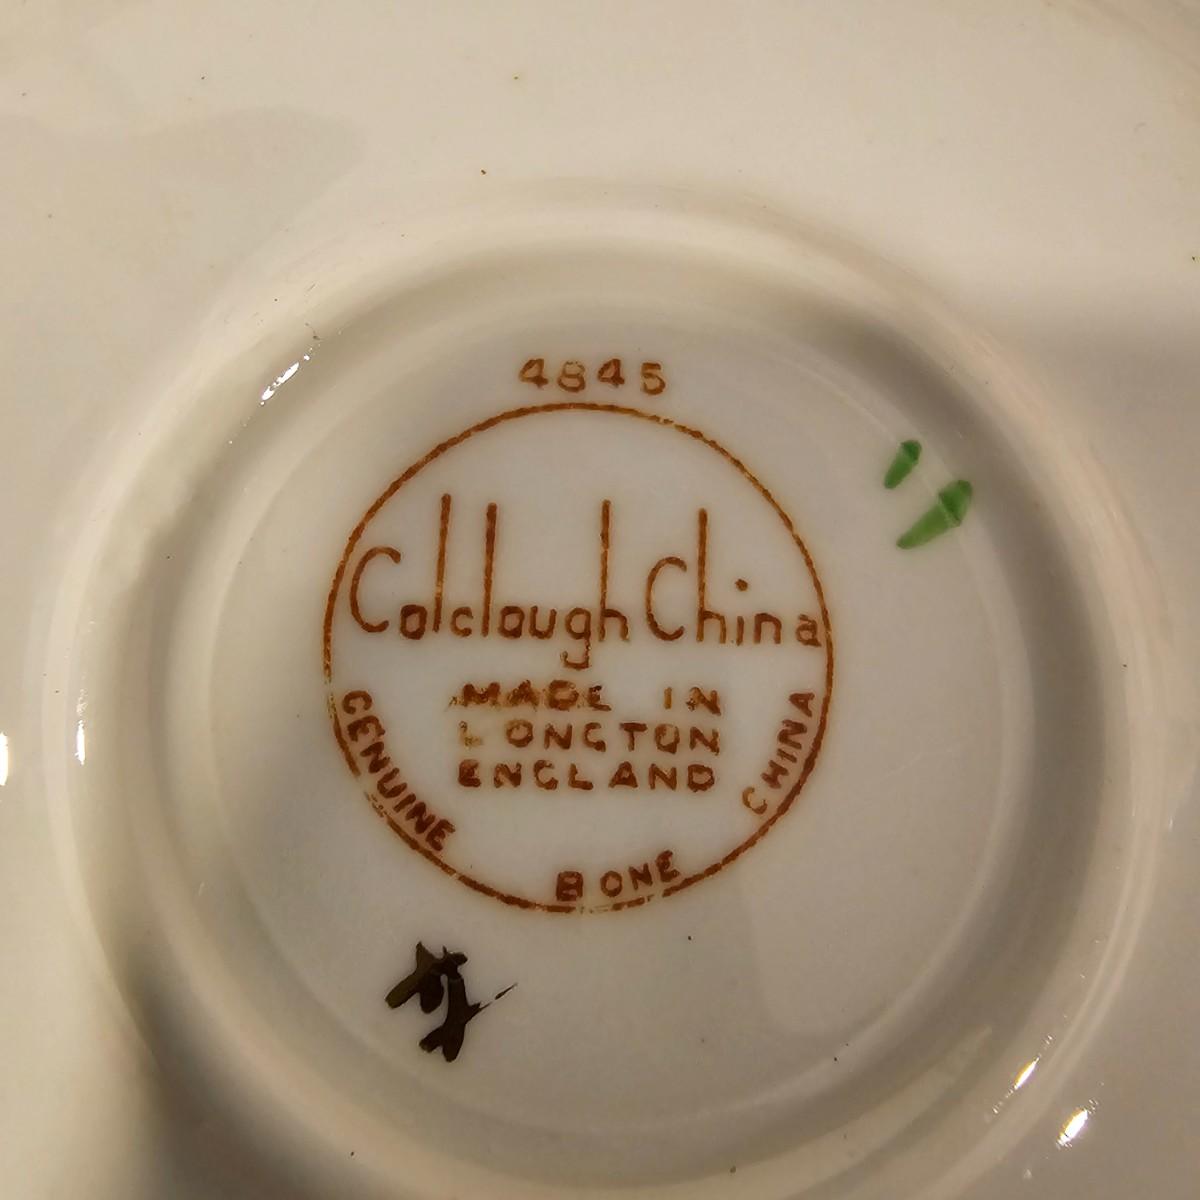 4845
Colclough China
MADE IN
LONGTON
ENGLAND
GENUINE BONE CHINA